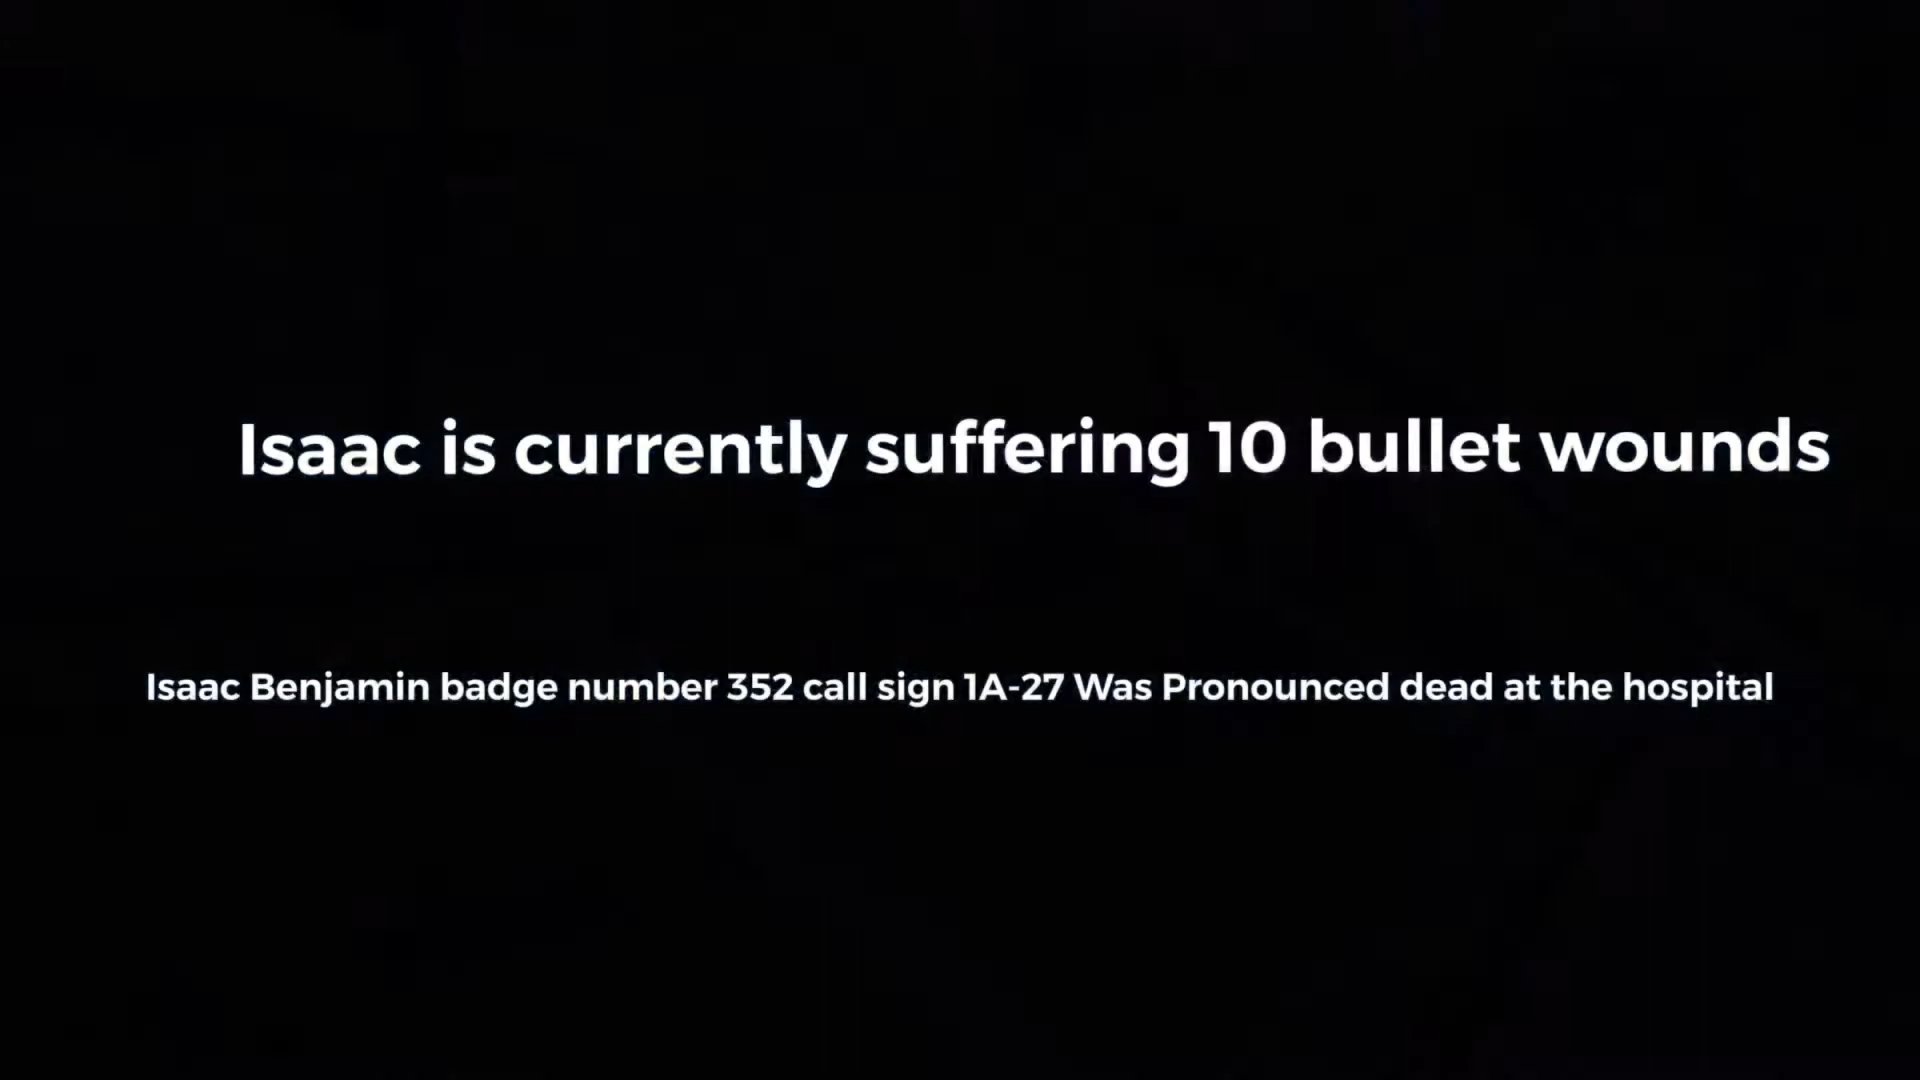 Isaac is currently suffering 10 bullet wounds
Isaac Benjamin badge number 352 call sign 1A-27 Was Pronounced dead at the hospital